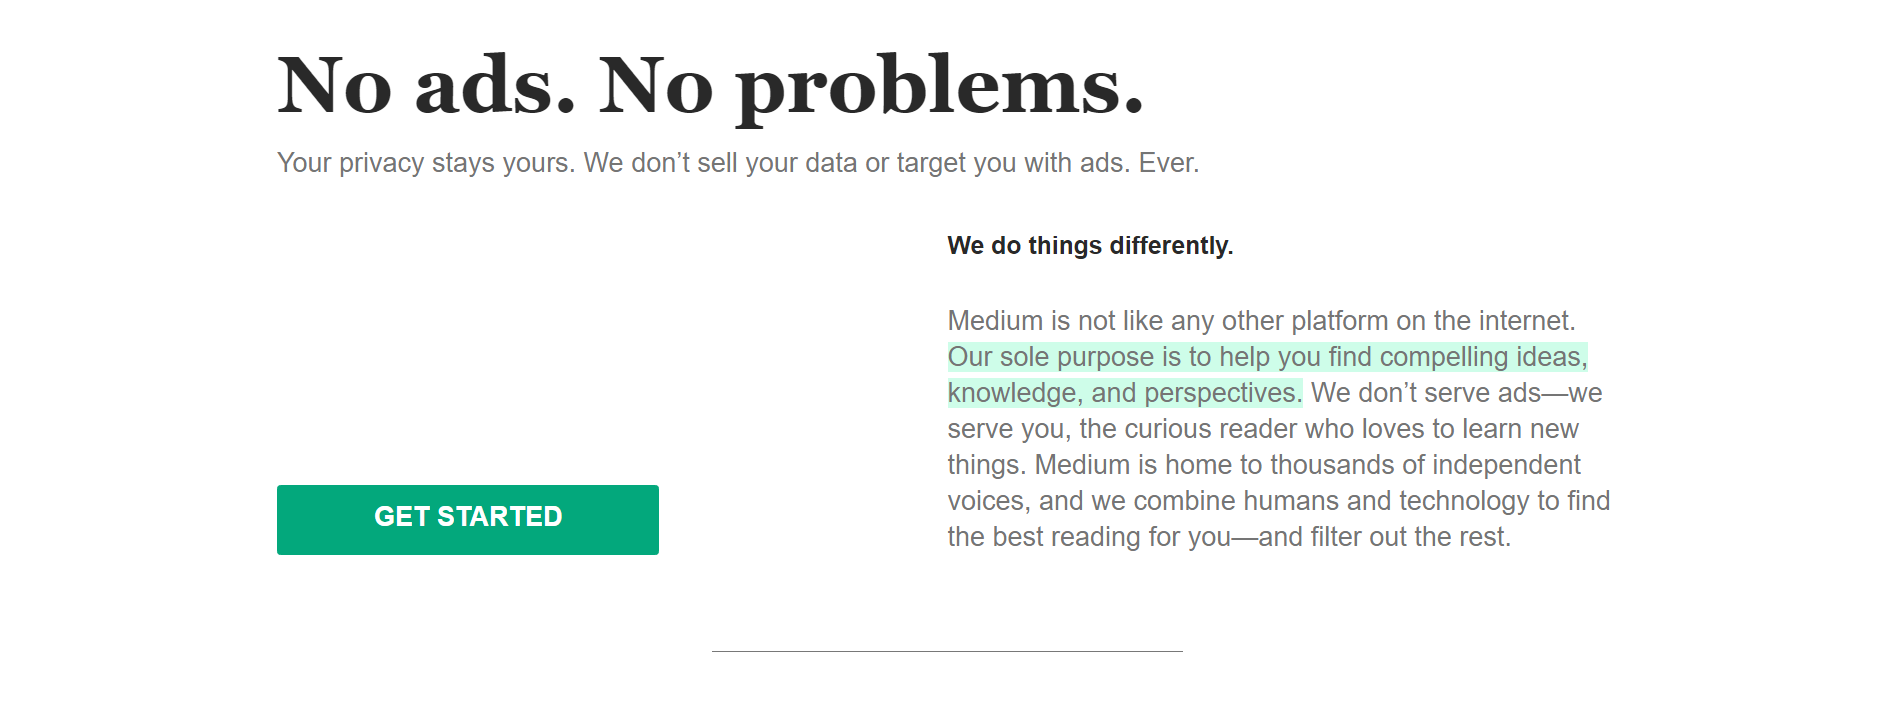 No ads. No problems.
Your privacy stays yours. We don’t sell your data or target you with ads. Ever.
We do things differently.
Medium is not like any other platform on the internet.
Our sole purpose is to help you find compelling ideas,
knowledge, and perspectives. We don’t serve ads—we
serve you, the curious reader who loves to learn new
things. Medium is home to thousands of independent
voices, and we combine humans and technology to find
the best reading for you—and filter out the rest.
GET STARTED